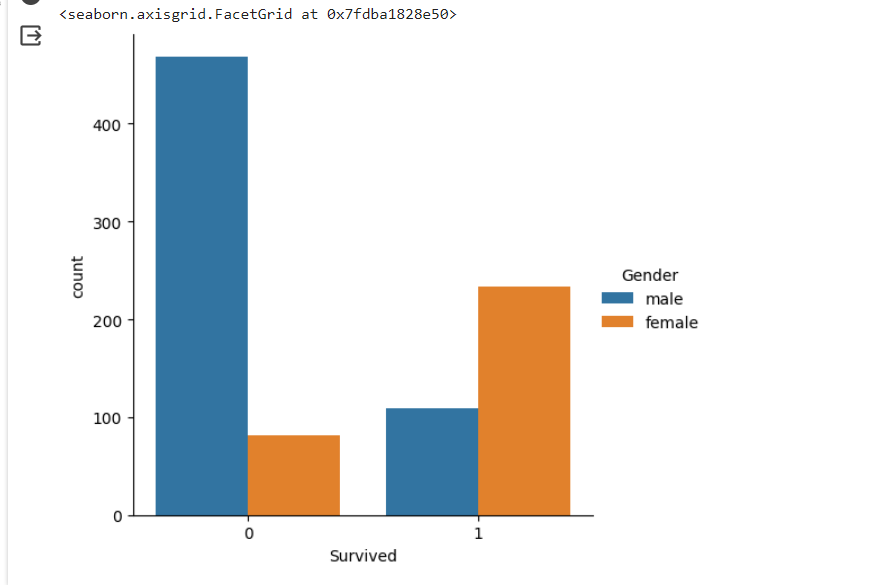 <seaborn.axisgrid.FacetGrid at 0x7fdba1828e50>
400
300
200
100
0
count
0 1
Survived
Gender
male
female